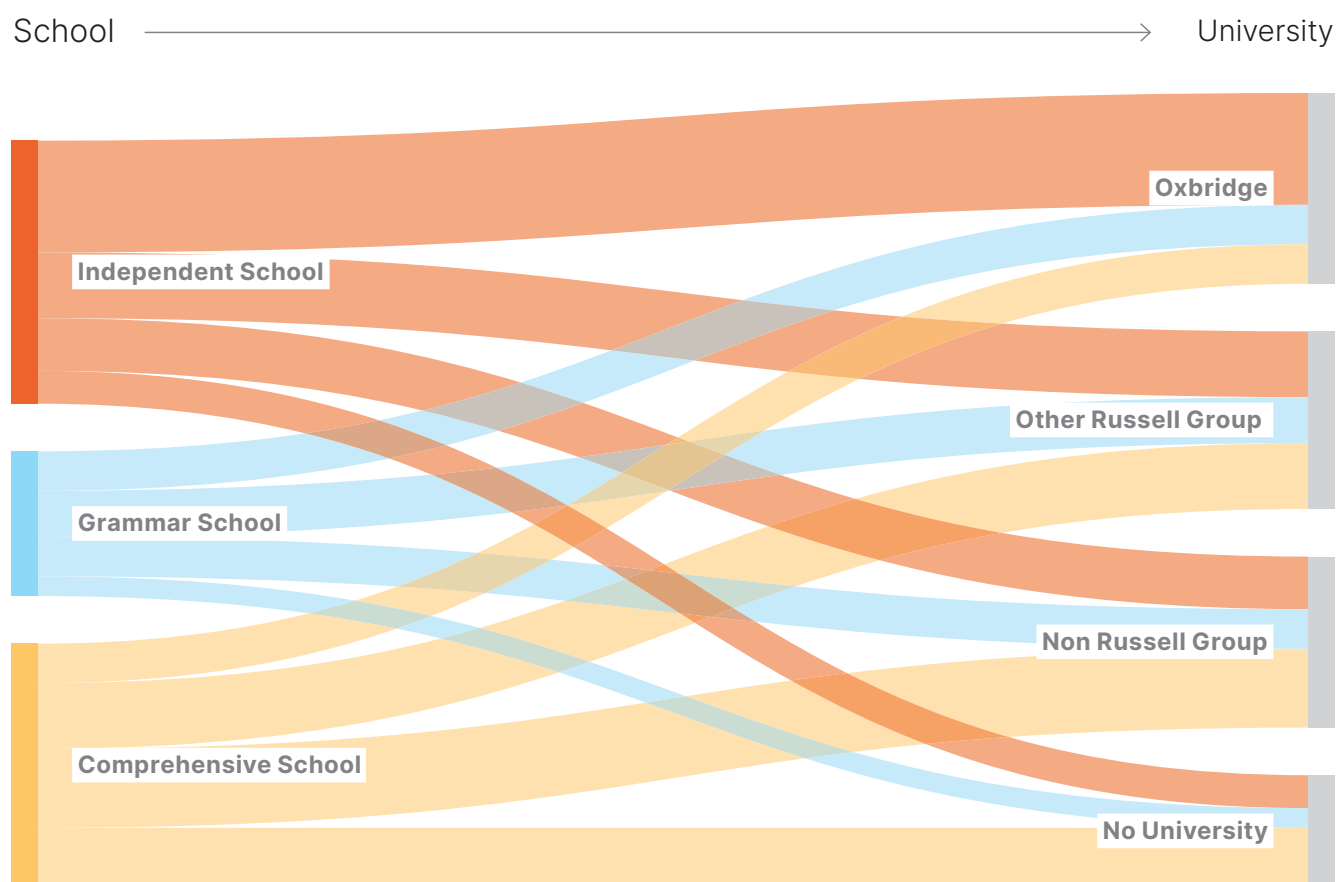 School
University
Oxbridge
Independent School
Other Russell Group
Grammar School
Non Russell Group
Comprehensive School
No University